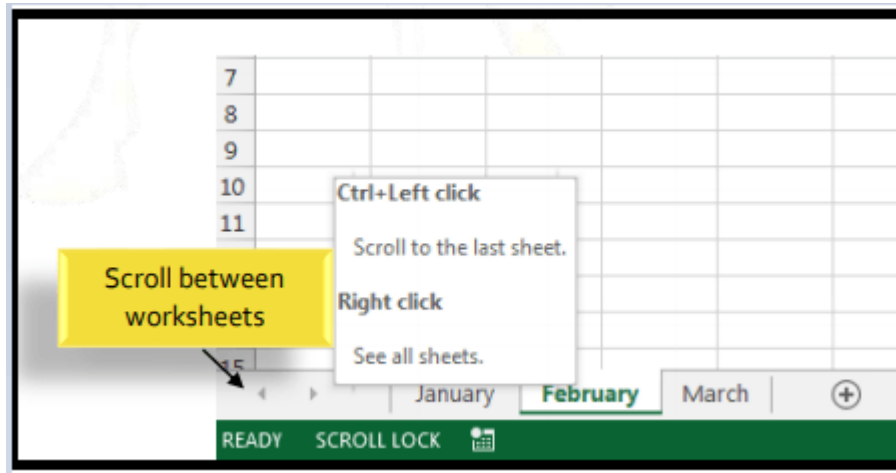 7
8
9
10
11
Ctrl+Left click
Scroll to the last sheet.
Right click
See all sheets.
Scroll between
worksheets
15
January February March
READY SCROLL LOCK